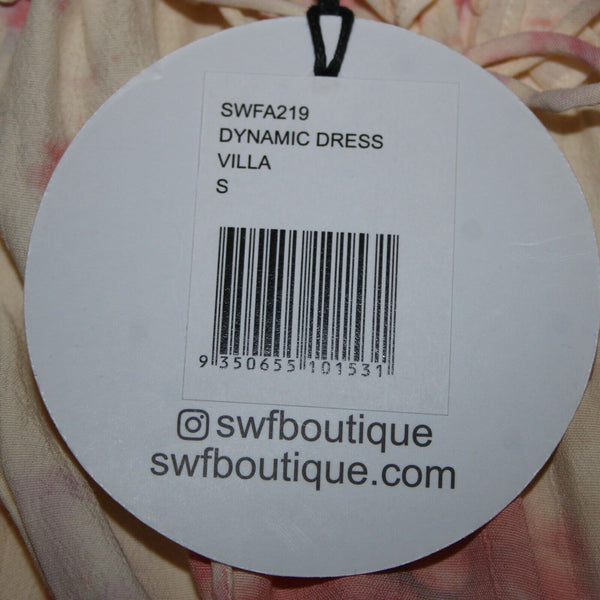 SWFA219
DYNAMIC DRESS
VILLA
S
9 350655 101531
swfboutique
swfboutique.com